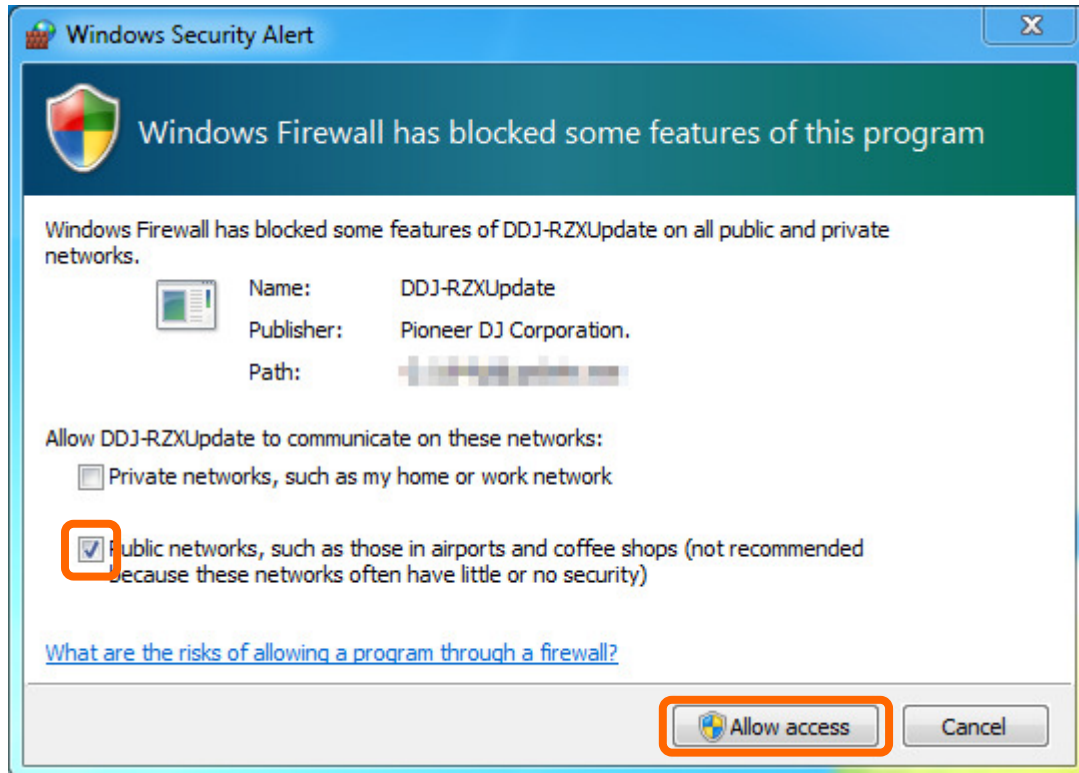 Windows Security Alert
Windows Firewall has blocked some features of this program
Windows Firewall has blocked some features of DDJ-RZXUpdate on all public and private
networks.
Name: DDJ-RZXUpdate
Publisher: Pioneer DJ Corporation.
Path:
Allow DDJ-RZXUpdate to communicate on these networks:
Private networks, such as my home or work network
Public networks, such as those in airports and coffee shops (not recommended
because these networks often have little or no security)
What are the risks of allowing a program through a firewall?
Allow access Cancel